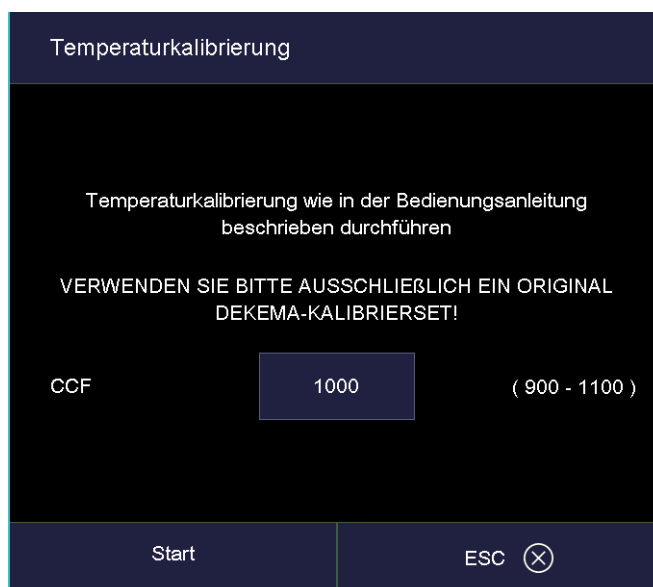 Temperaturkalibrierung
Temperaturkalibrierung wie in der Bedienungsanleitung
beschrieben durchführen
VERWENDEN SIE BITTE AUSSCHLIEßLICH EIN ORIGINAL
DEKEMA-KALIBRIERSET!
CCF 1000 ( 900 - 1100 )
Start ESC